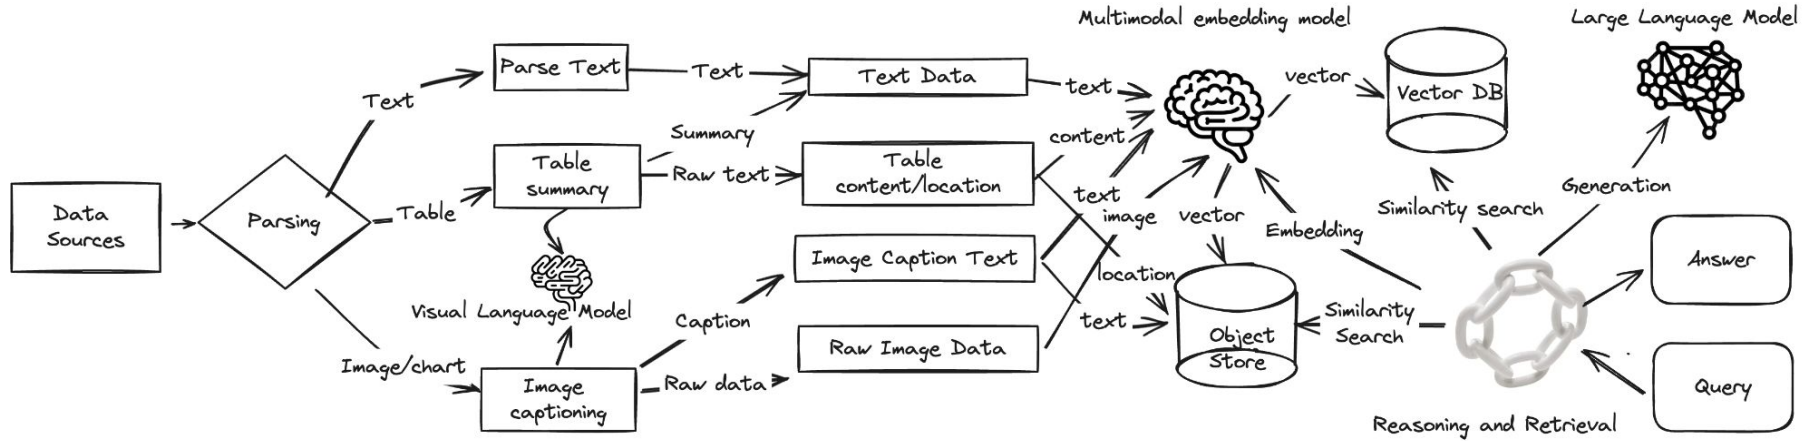 Multimodal embedding model
Large Language Model
Parse Text
Text
Text Data
text
vector
Vector DB
Text
Summary
content
Table
summary
Raw text
Table
content/location
Data
Sources
Parsing
Table
text
image
vector
Generation
Similarity search
Embedding
Image Caption Text
location
Answer
Visual Language Model
Caption
text
Object
Store
Similarity
Search
Raw Image Data
Image/chart
Image
captioning
Raw data
Query
Reasoning and Retrieval